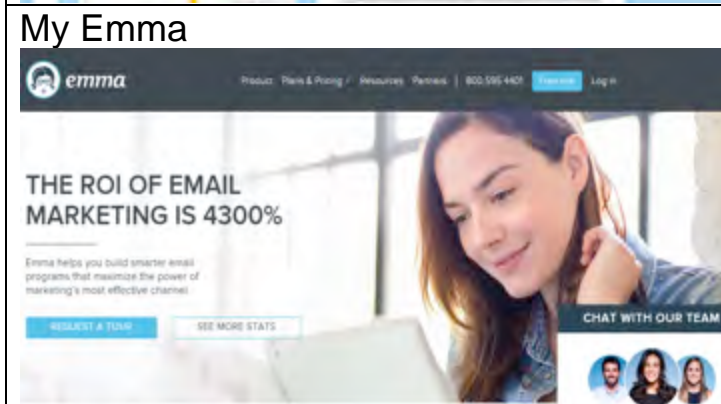 My Emma
emma
Product Plans & Pricing Resources Partners | 800.595.4401 Log in
THE ROI OF EMAIL
MARKETING IS 4300%
Emma helps you build smarter email
programs that maximize the power of
marketing's most effective channel.
REQUEST A TOUR SEE MORE STATS
CHAT WITH OUR TEAM